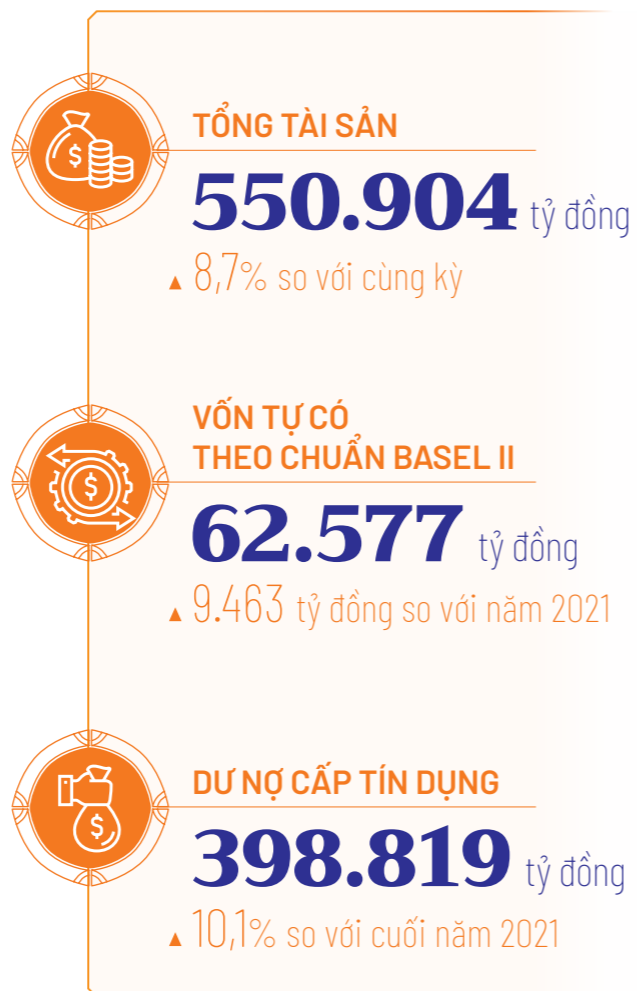 TỔNG TÀI SẢN
550.904 tỷ đồng
▲ 8,7% so với cùng kỳ
VỐN TỰ CÓ
THEO CHUẨN BASEL II
62.577 tỷ đồng
▲ 9.463 tỷ đồng so với năm 2021
DƯ NỢ CẤP TÍN DỤNG
398.819 tỷ đồng
▲ 10,1% so với cuối năm 2021